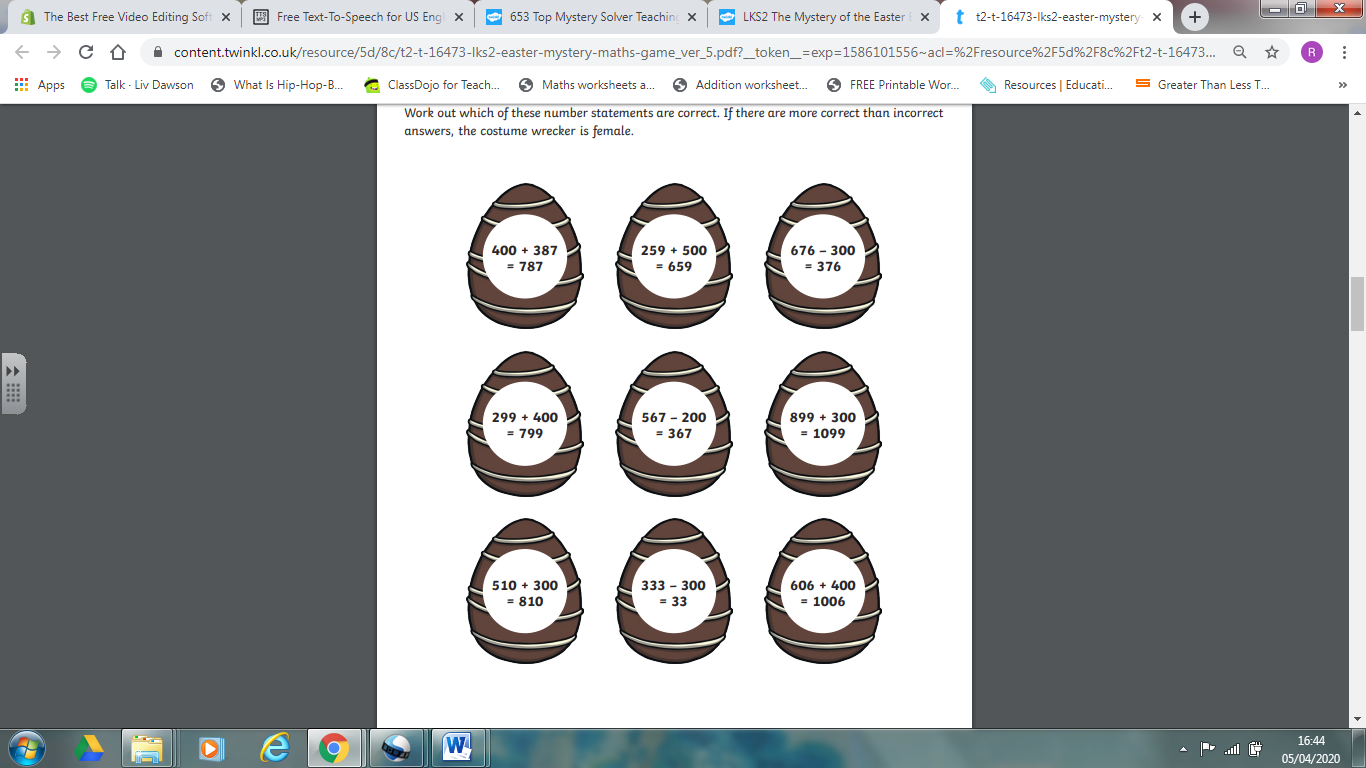 The Best Free Video Editing Soft
Free Text-To-Speech for US Engl
653 Top Mystery Solver Teaching
LKS2 The Mystery of the Easter
t2-t-16473-lks2-easter-mystery-
content.twinkl.co.uk/resource/5d/8c/t2-t-16473-lks2-easter-mystery-maths-game_ver_5.pdf?__token__=exp=1586101556~acl=%2Fresource%2F5d%2F8c%2Ft2-t-16473...
R
Apps
Talk · Liv Dawson
What Is Hip-Hop-B...
ClassDojo for Teach...
Maths worksheets a...
Addition worksheet...
FREE Printable Wor...
Resources | Educati...
Greater Than Less T...
»
Work out which of these number statements are correct. If there are more correct than incorrect
answers, the costume wrecker is female.
400 + 387
= 787
259 + 500
= 659
676 – 300
= 376
299 + 400
= 799
567 – 200
= 367
899 + 300
= 1099
510 + 300
= 810
333 – 300
= 33
606 + 400
= 1006
16:44
05/04/2020